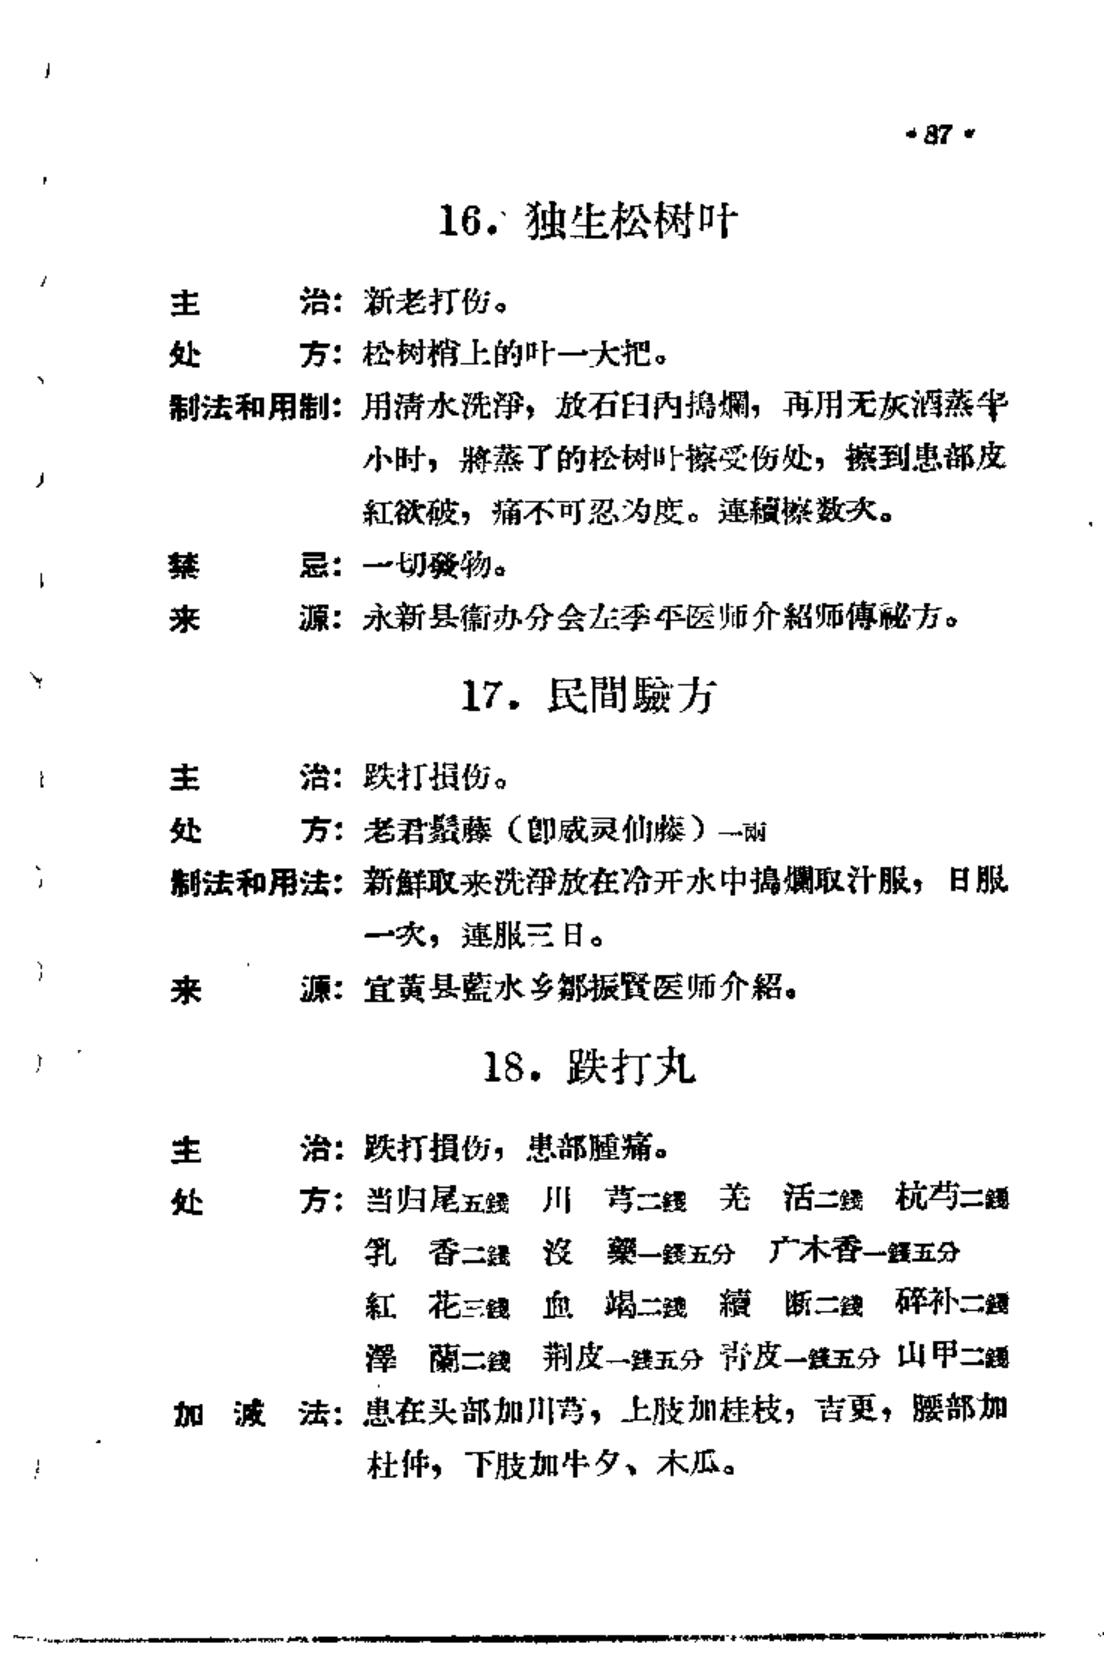 • 87 •
16. 独生松树叶
主　　治：新老打伤。
处　　方：松树梢上的叶一大把。
制法和用制：用清水洗淨，放石臼內搗爛，再用无灰酒蒸半
小时，將蒸了的松树叶擦受伤处，擦到患部皮
紅欲破，痛不可忍为度。連續擦数次。
禁　　忌：一切發物。
来　　源：永新县衞办分会左季平医师介紹师傳祕方。
17. 民間驗方
主　　治：跌打損伤。
处　　方：老君鬚藤（卽威灵仙藤）一兩
制法和用法：新鮮取来洗淨放在冷开水中搗爛取汁服，日服
一次，連服三日。
来　　源：宜黃县藍水乡鄒振賢医师介紹。
18. 跌打丸
主　　治：跌打損伤，患部腫痛。
处　　方：当归尾五錢　川　芎二錢　羌　活二錢　杭芍二錢
乳　香二錢　沒　藥一錢五分　广木香一錢五分
紅　花三錢　血　竭二錢　續　断二錢　碎补二錢
澤　蘭二錢　荆皮一錢五分　靑皮一錢五分　山甲二錢
加　减　法：患在头部加川芎，上肢加桂枝，吉更，腰部加
杜仲，下肢加牛夕、木瓜。